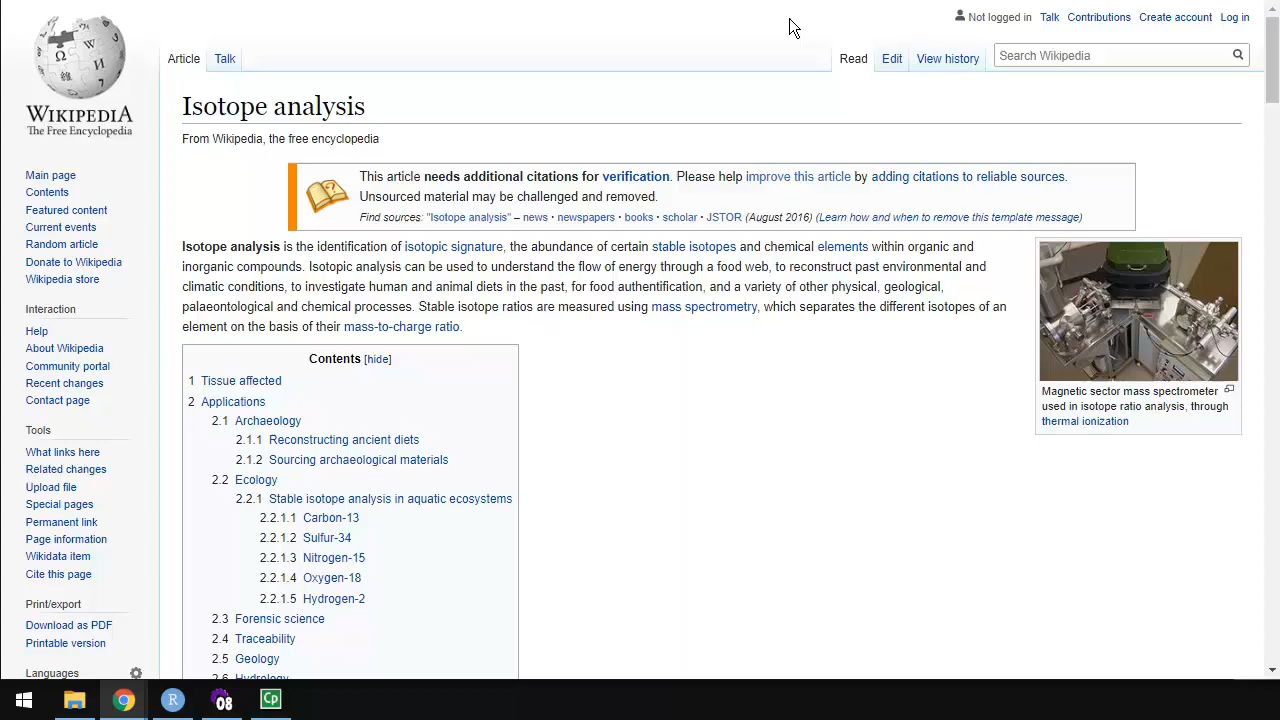 Not logged in Talk Contributions Create account Log in
Article Talk Read Edit View history Search Wikipedia
WIKIPEDIA
The Free Encyclopedia
Isotope analysis
From Wikipedia, the free encyclopedia
This article needs additional citations for verification. Please help improve this article by adding citations to reliable sources.
Unsourced material may be challenged and removed.
Find sources: "Isotope analysis" – news · newspapers · books · scholar · JSTOR (August 2016) (Learn how and when to remove this template message)
Isotope analysis is the identification of isotopic signature, the abundance of certain stable isotopes and chemical elements within organic and
inorganic compounds. Isotopic analysis can be used to understand the flow of energy through a food web, to reconstruct past environmental and
climatic conditions, to investigate human and animal diets in the past, for food authentification, and a variety of other physical, geological,
palaeontological and chemical processes. Stable isotope ratios are measured using mass spectrometry, which separates the different isotopes of an
element on the basis of their mass-to-charge ratio.
Magnetic sector mass spectrometer
used in isotope ratio analysis, through
thermal ionization
Contents [hide]
1 Tissue affected
2 Applications
2.1 Archaeology
2.1.1 Reconstructing ancient diets
2.1.2 Sourcing archaeological materials
2.2 Ecology
2.2.1 Stable isotope analysis in aquatic ecosystems
2.2.1.1 Carbon-13
2.2.1.2 Sulfur-34
2.2.1.3 Nitrogen-15
2.2.1.4 Oxygen-18
2.2.1.5 Hydrogen-2
2.3 Forensic science
2.4 Traceability
2.5 Geology
2.6 Hydrology
Main page
Contents
Featured content
Current events
Random article
Donate to Wikipedia
Wikipedia store
Interaction
Help
About Wikipedia
Community portal
Recent changes
Contact page
Tools
What links here
Related changes
Upload file
Special pages
Permanent link
Page information
Wikidata item
Cite this page
Print/export
Download as PDF
Printable version
Languages
R
08
Cp